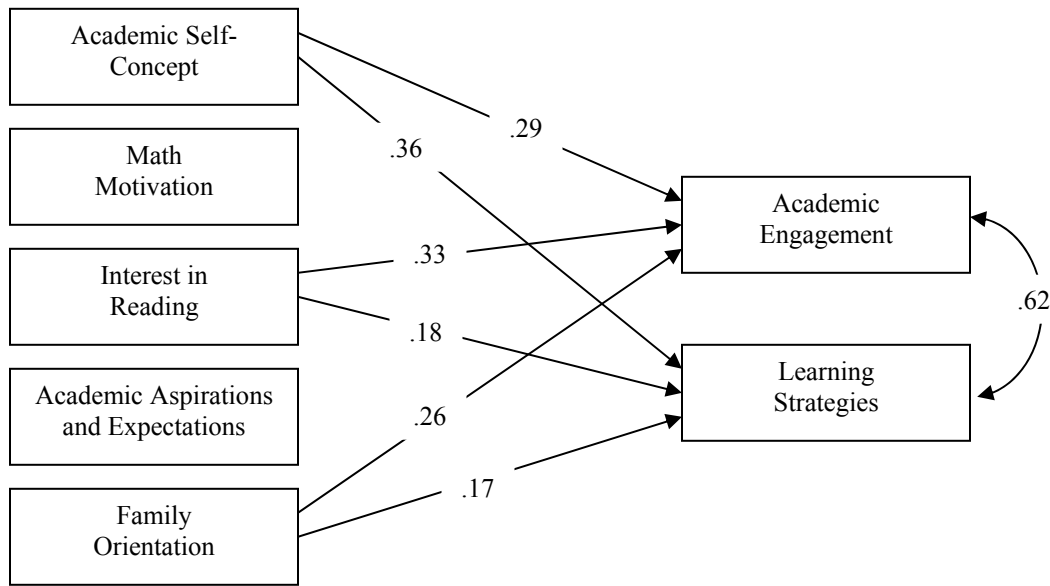 Academic Self-
Concept
Math
Motivation
Interest in
Reading
Academic Aspirations
and Expectations
Family
Orientation
.29
.36
.33
.18
.26
.17
Academic
Engagement
Learning
Strategies
.62